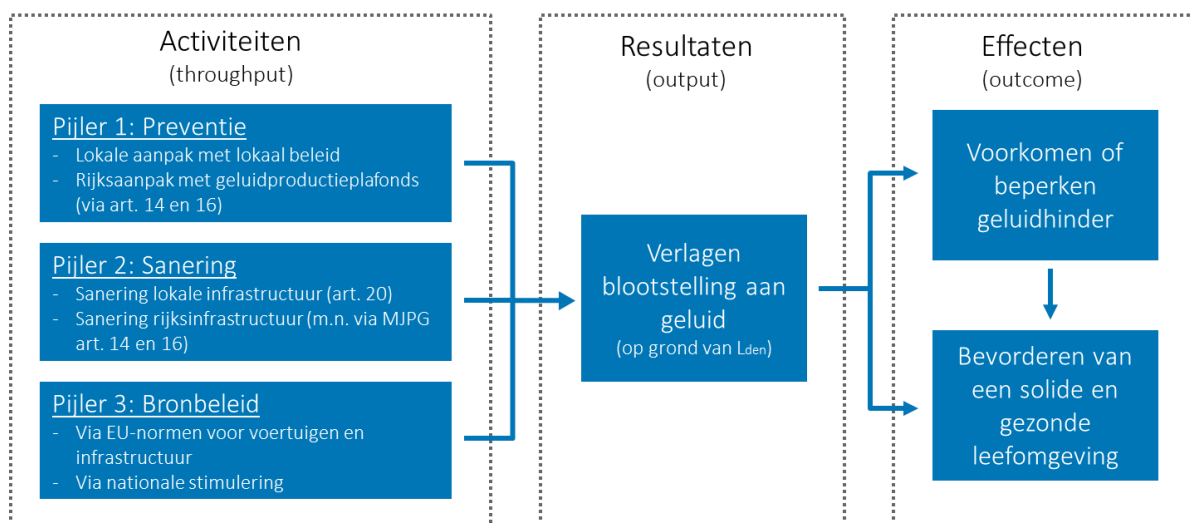 Activiteiten
(throughput)
Pijler 1: Preventie
- Lokale aanpak met lokaal beleid
- Rijksaanpak met geluidproductieplafonds
(via art. 14 en 16)
Pijler 2: Sanering
- Sanering lokale infrastructuur (art. 20)
- Sanering rijksinfrastructuur (m.n. via MJPG
art. 14 en 16)
Pijler 3: Bronbeleid
- Via EU-normen voor voertuigen en
infrastructuur
- Via nationale stimulering
Resultaten
(output)
Verlagen
blootstelling aan
geluid
(op grond van Lden)
Effecten
(outcome)
Voorkomen of
beperken
geluidhinder
Bevorderen van
een solide en
gezonde
leefomgeving